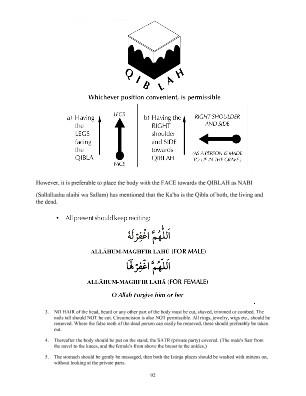 QIBLAH
Whichever position convenient, is permissible
a) Having the LEGS facing the QIBLA
LEGS
FACE
b) Having the RIGHT shoulder and SIDE towards QIBLAH
RIGHT SHOULDER AND SIDE
(AS A PERSON IS MADE TO LIE IN THE GRAVE)
However, it is preferable to place the body with the FACE towards the QIBLAH as NABI
(Sallallaahu alaihi wa Sallam) has mentioned that the Ka'ba is the Qibla of both, the living and
the dead.
• All present should keep reciting:
اَللّٰهُمَّ اغْفِرْ لَهُ
ALLÂHUM-MAGHFIR LAHÛ (FOR MALE)
اَللّٰهُمَّ اغْفِرْ لَهَا
ALLÂHUM-MAGHFIR LAHÂ (FOR FEMALE)
O Allah Forgive him or her
3. NO HAIR of the head, beard or any other part of the body must be cut, shaved, trimmed or combed. The
nails tall should NOT be cut. Circumcision is also NOT permissible. All rings, jewelry, wigs etc., should be
removed. Where the false teeth of the dead person can easily be removed, these should preferably be taken
out.
4. Thereafter the body should be put on the stand, the SATR (private party) covered. (The male's Satr from
the navel to the knees, and the female's from above the breast to the ankles.)
5. The stomach should be gently be massaged, then both the Istinja places should be washed with mittens on,
without looking at the private parts.